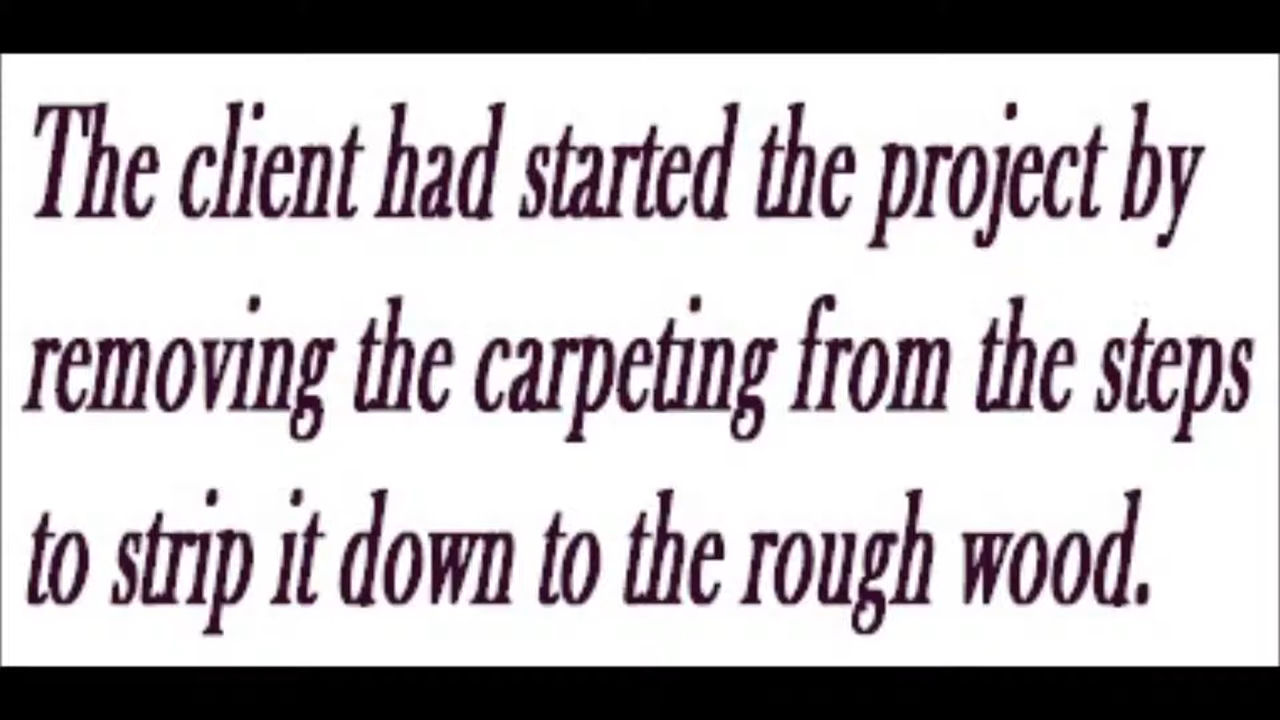 The client had started the project by
removing the carpeting from the steps
to strip it down to the rough wood.